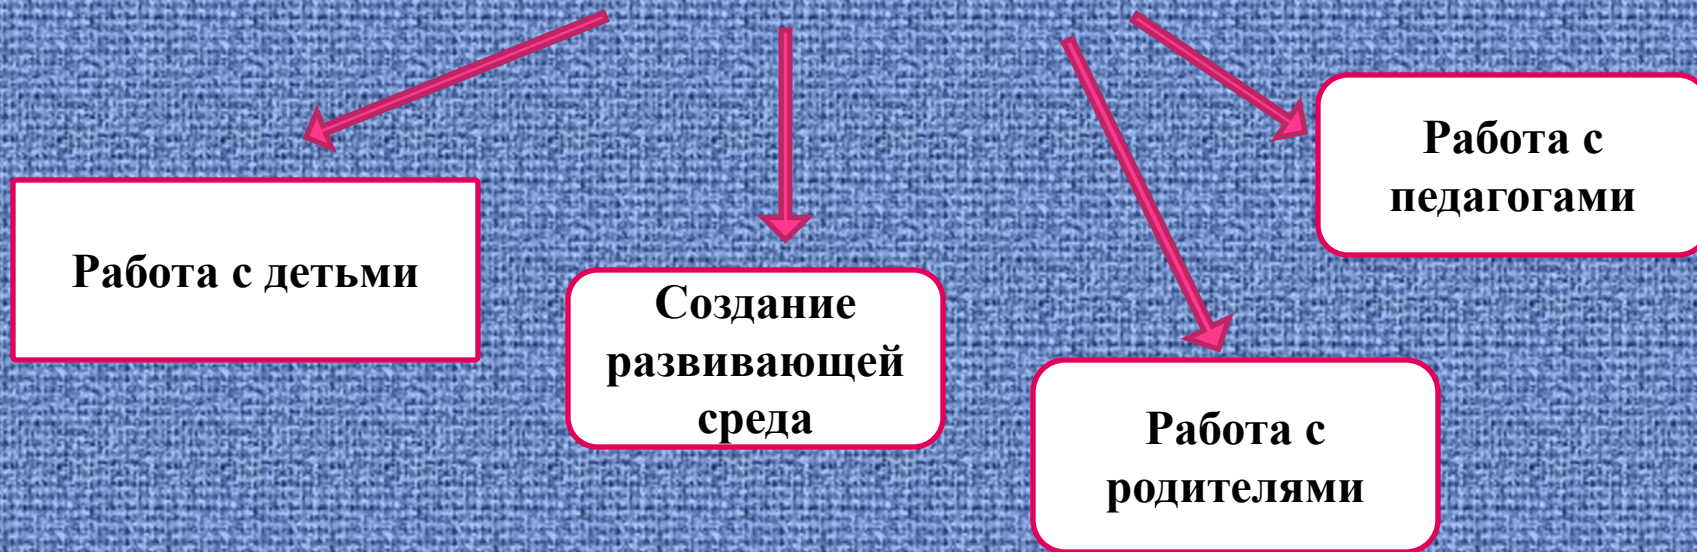 Работа с детьми
Создание
развивающей
среда
Работа с
родителями
Работа с
педагогами